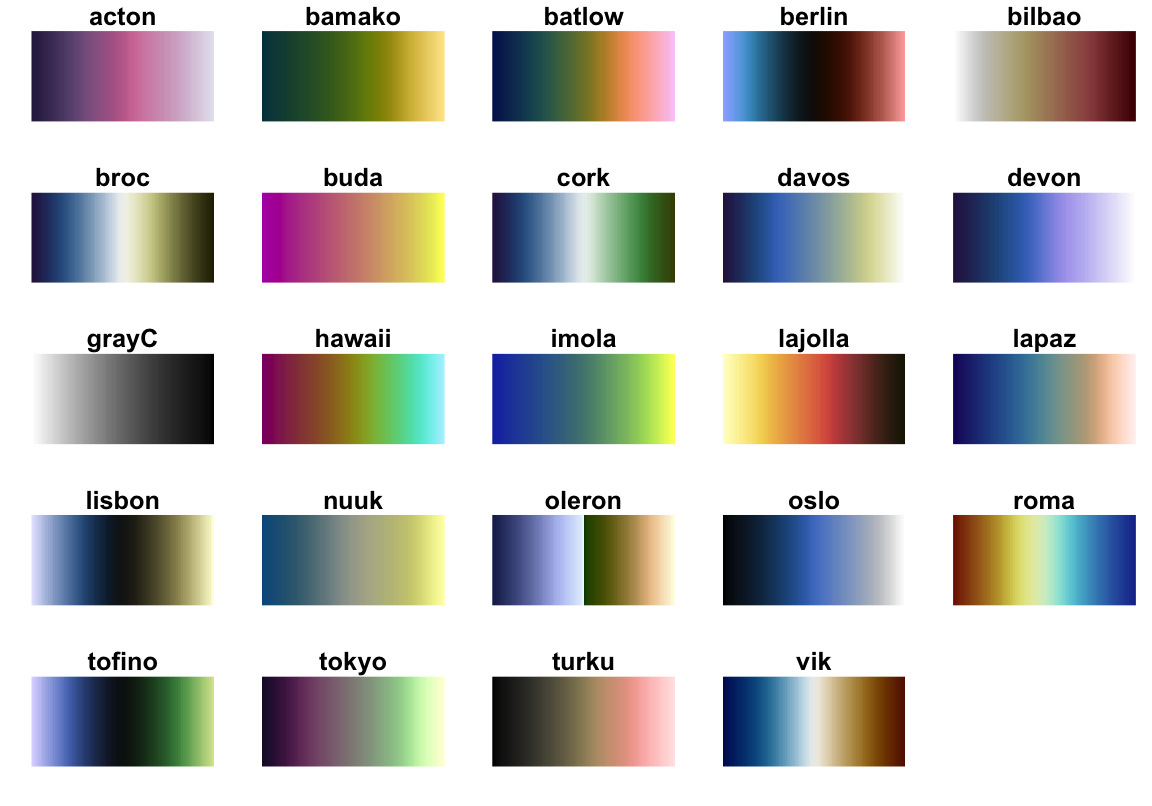 acton bamako batlow berlin bilbao
broc buda cork davos devon
grayC hawaii imola lajolla lapaz
lisbon nuuk oleron oslo roma
tofino tokyo turku vik